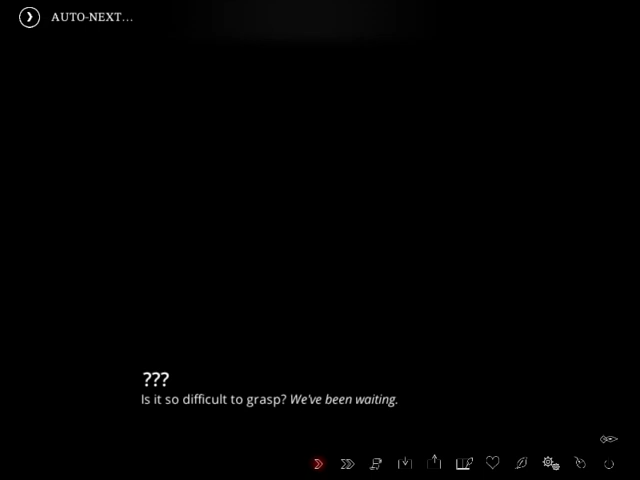 AUTO-NEXT...
???
Is it so difficult to grasp? We've been waiting.